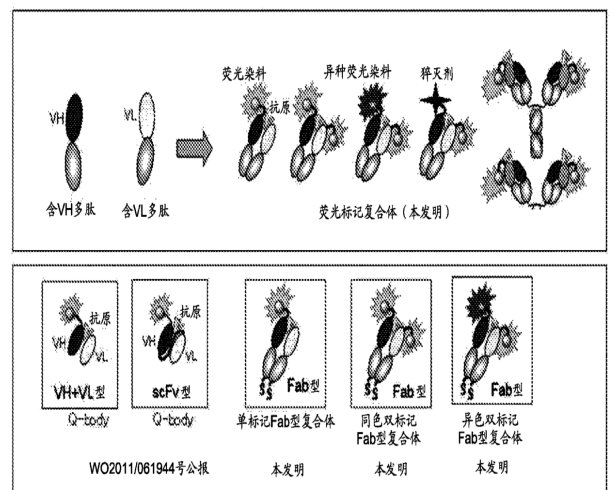 荧光染料
异种荧光染料
猝灭剂
抗原
VH
VL
含VH多肽
含VL多肽
荧光标记复合体（本发明）
抗原
VH
VL
VH+VL型
Q-body
抗原
VH
VL
scFv型
Q-body
S
S
Fab型
单标记Fab型复合体
S
S
Fab型
同色双标记
Fab型复合体
S
S
Fab型
异色双标记
Fab型复合体
WO2011/061944号公报
本发明
本发明
本发明